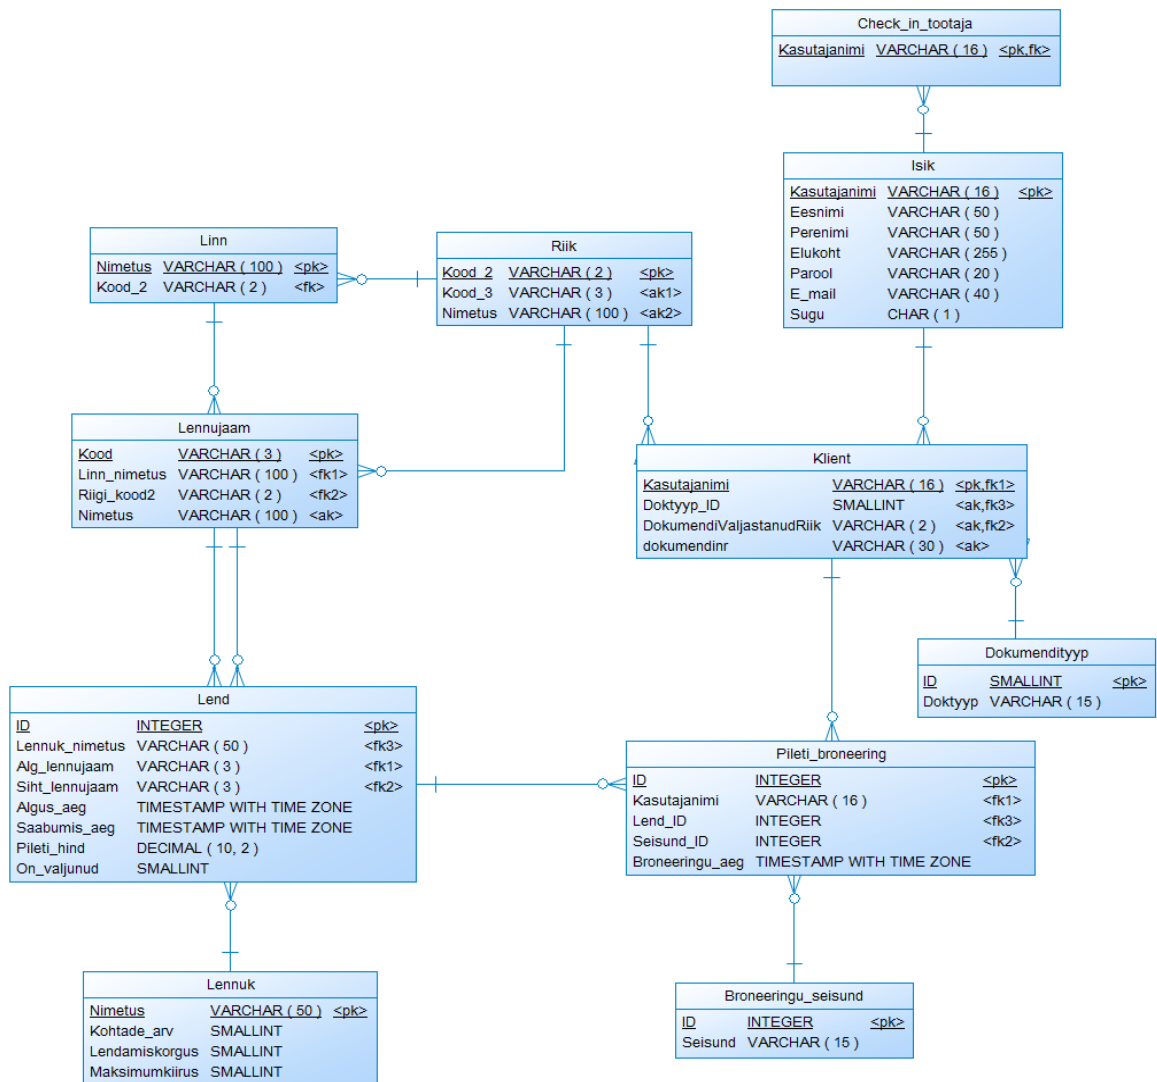 Check_in_tootaja
Kasutajanimi VARCHAR ( 16 ) <pk,fk>
Isik
Kasutajanimi VARCHAR ( 16 ) <pk>
Eesnimi VARCHAR ( 50 )
Perenimi VARCHAR ( 50 )
Elukoht VARCHAR ( 255 )
Parool VARCHAR ( 20 )
E_mail VARCHAR ( 40 )
Sugu CHAR ( 1 )
Linn
Nimetus VARCHAR ( 100 ) <pk>
Kood_2 VARCHAR ( 2 ) <fk>
Riik
Kood_2 VARCHAR ( 2 ) <pk>
Kood_3 VARCHAR ( 3 ) <ak1>
Nimetus VARCHAR ( 100 ) <ak2>
Lennujaam
Kood VARCHAR ( 3 ) <pk>
Linn_nimetus VARCHAR ( 100 ) <fk1>
Riigi_kood2 VARCHAR ( 2 ) <fk2>
Nimetus VARCHAR ( 100 ) <ak>
Klient
Kasutajanimi VARCHAR ( 16 ) <pk,fk1>
Doktyyp_ID SMALLINT <ak,fk3>
DokumendiValjastanudRiik VARCHAR ( 2 ) <ak,fk2>
dokumendinr VARCHAR ( 30 ) <ak>
Dokumendityyp
ID SMALLINT <pk>
Doktyyp VARCHAR ( 15 )
Lend
ID INTEGER <pk>
Lennuk_nimetus VARCHAR ( 50 ) <fk3>
Alg_lennujaam VARCHAR ( 3 ) <fk1>
Siht_lennujaam VARCHAR ( 3 ) <fk2>
Algus_aeg TIMESTAMP WITH TIME ZONE
Saabumis_aeg TIMESTAMP WITH TIME ZONE
Pileti_hind DECIMAL ( 10, 2 )
On_valjunud SMALLINT
Pileti_broneering
ID INTEGER <pk>
Kasutajanimi VARCHAR ( 16 ) <fk1>
Lend_ID INTEGER <fk3>
Seisund_ID INTEGER <fk2>
Broneeringu_aeg TIMESTAMP WITH TIME ZONE
Lennuk
Nimetus VARCHAR ( 50 ) <pk>
Kohtade_arv SMALLINT
Lendamiskorgus SMALLINT
Maksimumkiirus SMALLINT
Broneeringu_seisund
ID INTEGER <pk>
Seisund VARCHAR ( 15 )